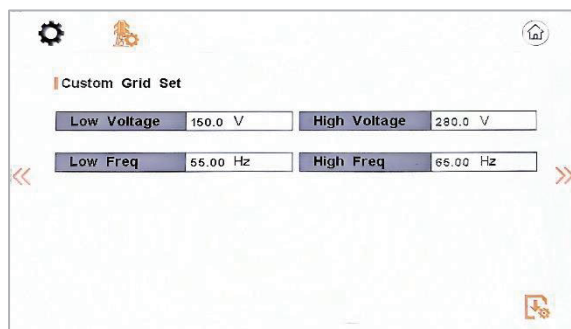 Custom Grid Set
Low Voltage 150.0 V High Voltage 280.0 V
Low Freq 55.00 Hz High Freq 65.00 Hz